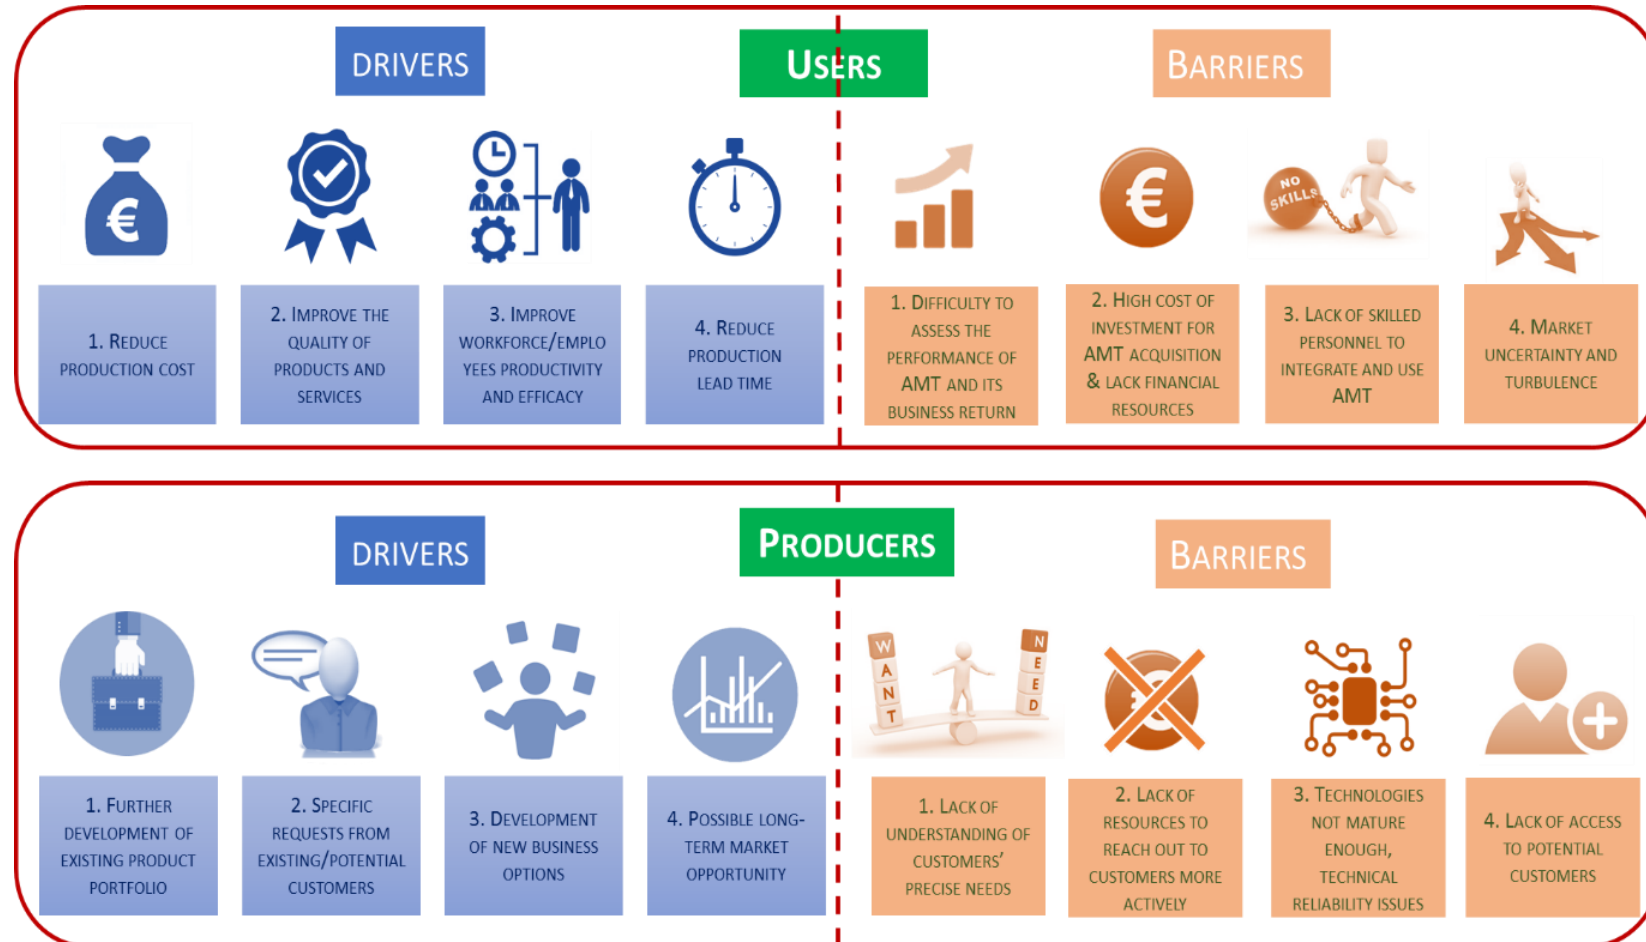 DRIVERS
USERS
BARRIERS
€
€
NO
SKILLS
1. REDUCE
PRODUCTION COST
2. IMPROVE THE
QUALITY OF
PRODUCTS AND
SERVICES
3. IMPROVE
WORKFORCE/EMPLO
YEES PRODUCTIVITY
AND EFFICACY
4. REDUCE
PRODUCTION
LEAD TIME
1. DIFFICULTY TO
ASSESS THE
PERFORMANCE OF
AMT AND ITS
BUSINESS RETURN
2. HIGH COST OF
INVESTMENT FOR
AMT ACQUISITION
& LACK FINANCIAL
RESOURCES
3. LACK OF SKILLED
PERSONNEL TO
INTEGRATE AND USE
AMT
4. MARKET
UNCERTAINTY AND
TURBULENCE
DRIVERS
PRODUCERS
BARRIERS
WANT
NEED
€
1. FURTHER
DEVELOPMENT OF
EXISTING PRODUCT
PORTFOLIO
2. SPECIFIC
REQUESTS FROM
EXISTING/POTENTIAL
CUSTOMERS
3. DEVELOPMENT
OF NEW BUSINESS
OPTIONS
4. POSSIBLE LONG-
TERM MARKET
OPPORTUNITY
1. LACK OF
UNDERSTANDING OF
CUSTOMERS'
PRECISE NEEDS
2. LACK OF
RESOURCES TO
REACH OUT TO
CUSTOMERS MORE
ACTIVELY
3. TECHNOLOGIES
NOT MATURE
ENOUGH,
TECHNICAL
RELIABILITY ISSUES
4. LACK OF ACCESS
TO POTENTIAL
CUSTOMERS